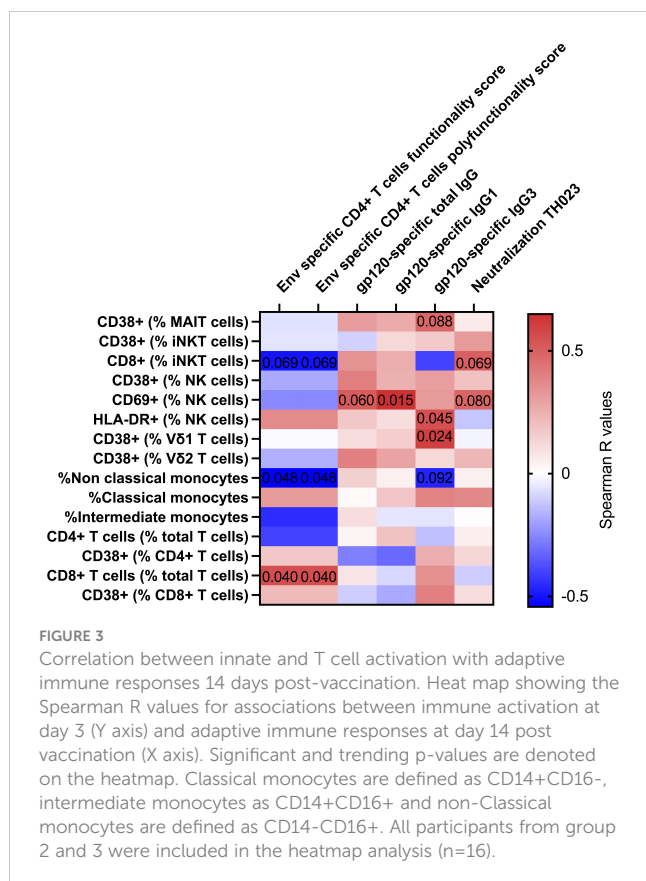 Env specific CD4+ T cells functionality score
Env specific CD4+ T cells polyfunctionality score
gp120-specific total IgG
gp120-specific IgG1
gp120-specific IgG3
Neutralization TH023
CD38+ (% MAIT cells)
0.088
CD38+ (% iNKT cells)
CD8+ (% iNKT cells)
0.069 0.069 0.069
CD38+ (% NK cells)
CD69+ (% NK cells)
0.060 0.015 0.080
HLA-DR+ (% NK cells)
0.045
CD38+ (% Vδ1 T cells)
0.024
CD38+ (% Vδ2 T cells)
%Non classical monocytes
0.048 0.048 0.092
%Classical monocytes
%Intermediate monocytes
CD4+ T cells (% total T cells)
CD38+ (% CD4+ T cells)
CD8+ T cells (% total T cells)
0.040 0.040
CD38+ (% CD8+ T cells)
0.5
0
-0.5
Spearman R values
FIGURE 3
Correlation between innate and T cell activation with adaptive
immune responses 14 days post-vaccination. Heat map showing the
Spearman R values for associations between immune activation at
day 3 (Y axis) and adaptive immune responses at day 14 post
vaccination (X axis). Significant and trending p-values are denoted
on the heatmap. Classical monocytes are defined as CD14+CD16-,
intermediate monocytes as CD14+CD16+ and non-Classical
monocytes are defined as CD14-CD16+. All participants from group
2 and 3 were included in the heatmap analysis (n=16).